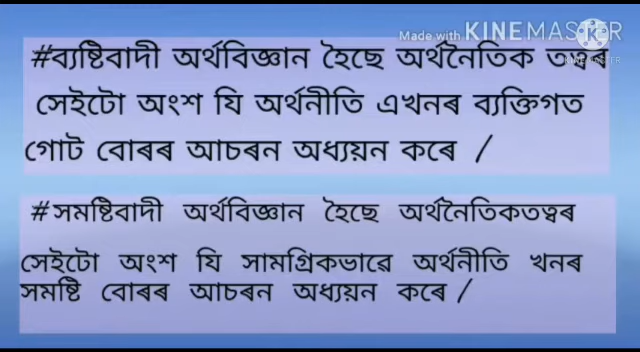 Made with KINEMASTER
#ব্যষ্টিবাদী অৰ্থবিজ্ঞান হৈছে অৰ্থনৈতিক তত্বৰ
সেইটো অংশ যি অৰ্থনীতি এখনৰ ব্যক্তিগত
গোট বোৰৰ আচৰন অধ্যয়ন কৰে /
#সমষ্টিবাদী অৰ্থবিজ্ঞান হৈছে অৰ্থনৈতিকতত্বৰ
সেইটো অংশ যি সামগ্ৰিকভাৱে অৰ্থনীতি খনৰ
সমষ্টি বোৰৰ আচৰন অধ্যয়ন কৰে /